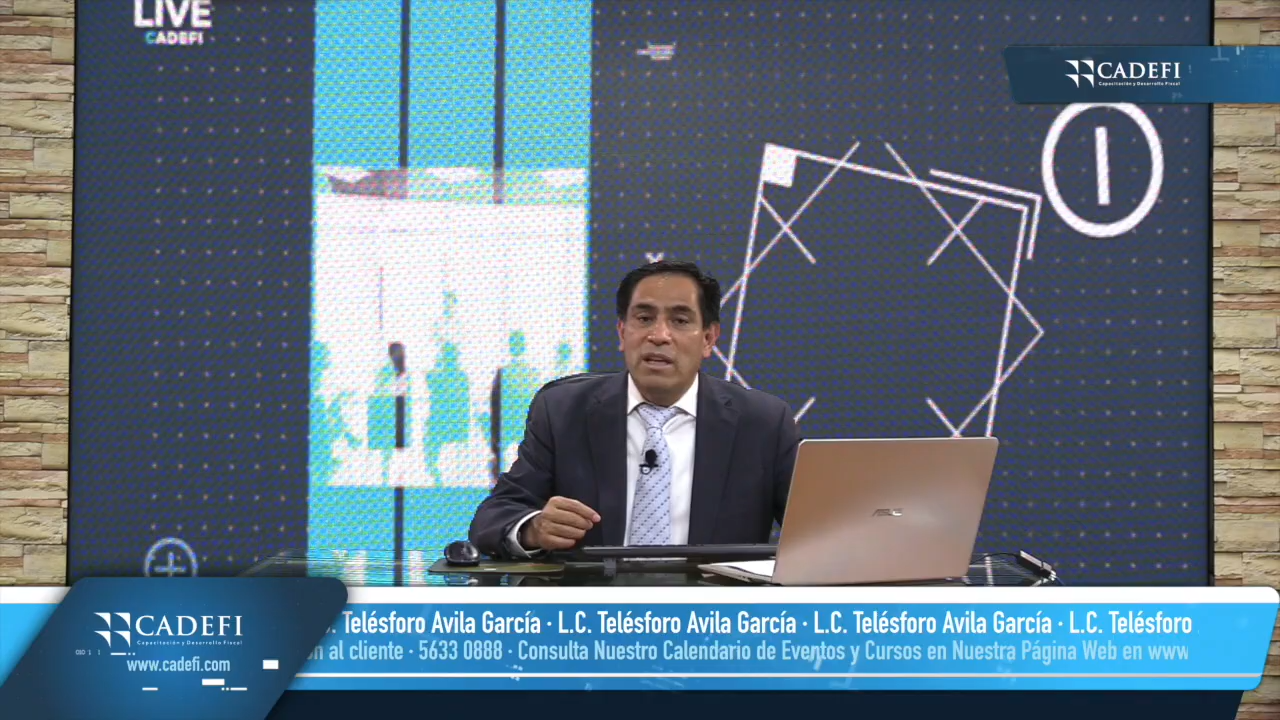 LIVE
CADEFI
CADEFI
Capacitación y Desarrollo Fiscal
ASUS
L.C. Telésforo Avila García · L.C. Telésforo Avila García · L.C. Telésforo Avila García · L.C. Telésforo
al cliente · 5633 0888 · Consulta Nuestro Calendario de Eventos y Cursos en Nuestra Página Web en www
CADEFI
Capacitación y Desarrollo Fiscal
www.cadefi.com